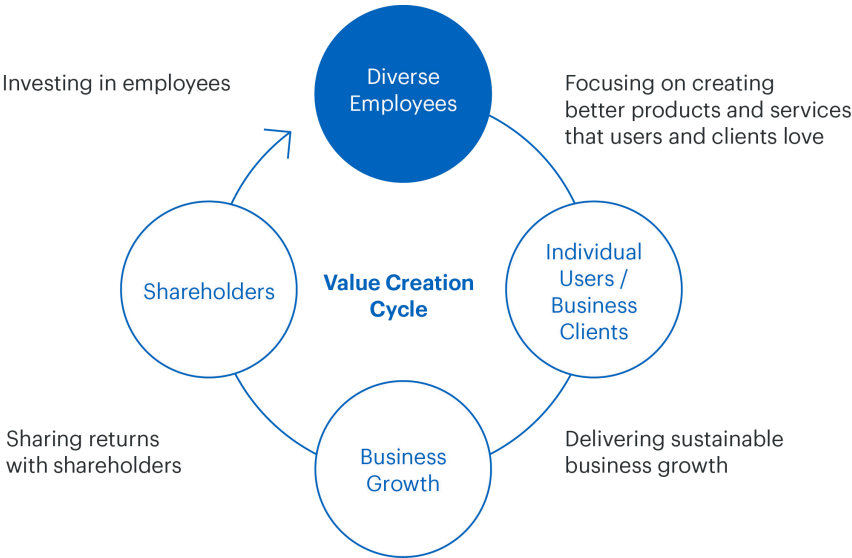 Diverse
Employees
Investing in employees
Focusing on creating
better products and services
that users and clients love
Individual
Users /
Business
Clients
Shareholders
Value Creation
Cycle
Sharing returns
with shareholders
Business
Growth
Delivering sustainable
business growth